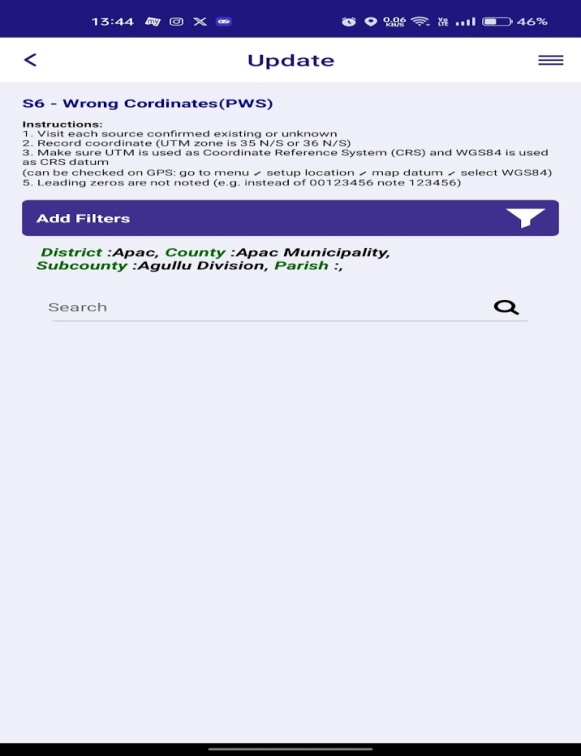 13:44 0.06 KB/S Vo LTE 46%
Update
S6 - Wrong Cordinates(PWS)
Instructions:
1. Visit each source confirmed existing or unknown
2. Record coordinate (UTM zone is 35 N/S or 36 N/S)
3. Make sure UTM is used as Coordinate Reference System (CRS) and WGS84 is used
as CRS datum
(can be checked on GPS: go to menu ✓ setup location ✓ map datum ✓ select WGS84)
5. Leading zeros are not noted (e.g. instead of 00123456 note 123456)
Add Filters
District :Apac, County :Apac Municipality,
Subcounty :Agullu Division, Parish :,
Search